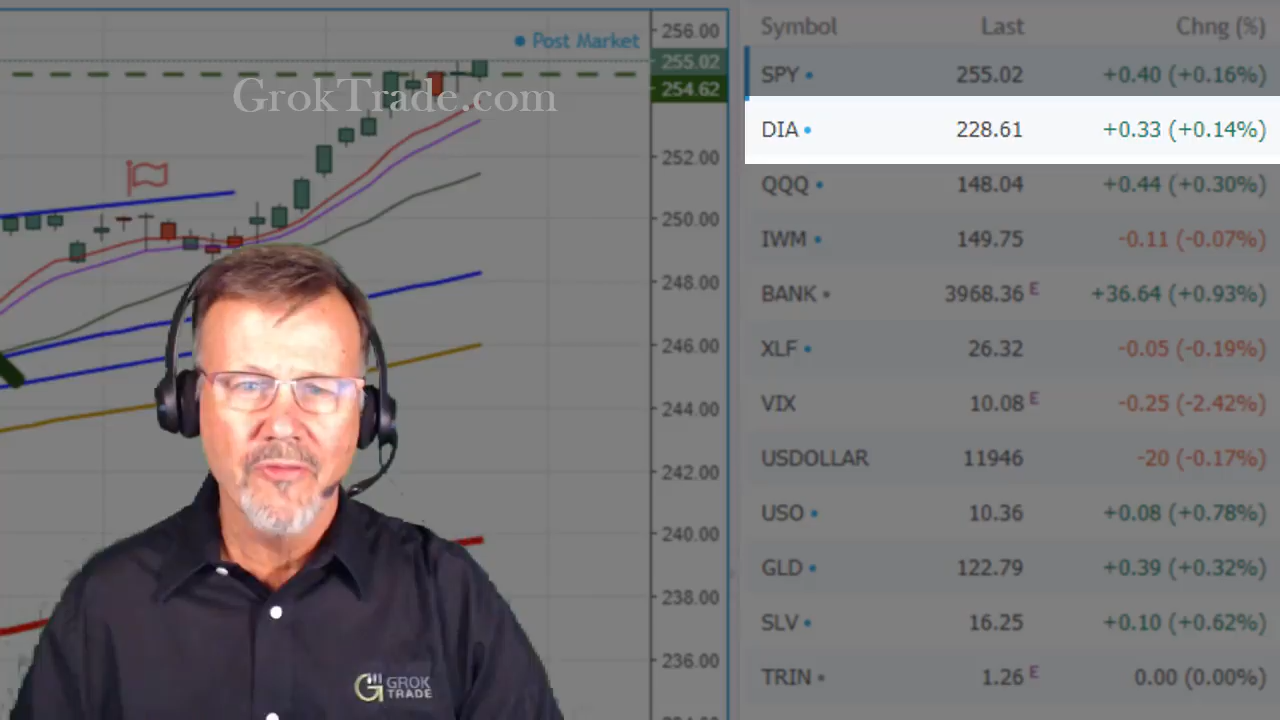 Post Market
GrokTrade.com
256.00
255.02
254.62
252.00
250.00
248.00
246.00
244.00
242.00
240.00
238.00
236.00
Symbol Last Chng (%)
SPY 255.02 +0.40 (+0.16%)
DIA 228.61 +0.33 (+0.14%)
QQQ 148.04 +0.44 (+0.30%)
IWM 149.75 -0.11 (-0.07%)
BANK 3968.36 E +36.64 (+0.93%)
XLF 26.32 -0.05 (-0.19%)
VIX 10.08 E -0.25 (-2.42%)
USDOLLAR 11946 -20 (-0.17%)
USO 10.36 +0.08 (+0.78%)
GLD 122.79 +0.39 (+0.32%)
SLV 16.25 +0.10 (+0.62%)
TRIN 1.26 E 0.00 (0.00%)
GROK
TRADE